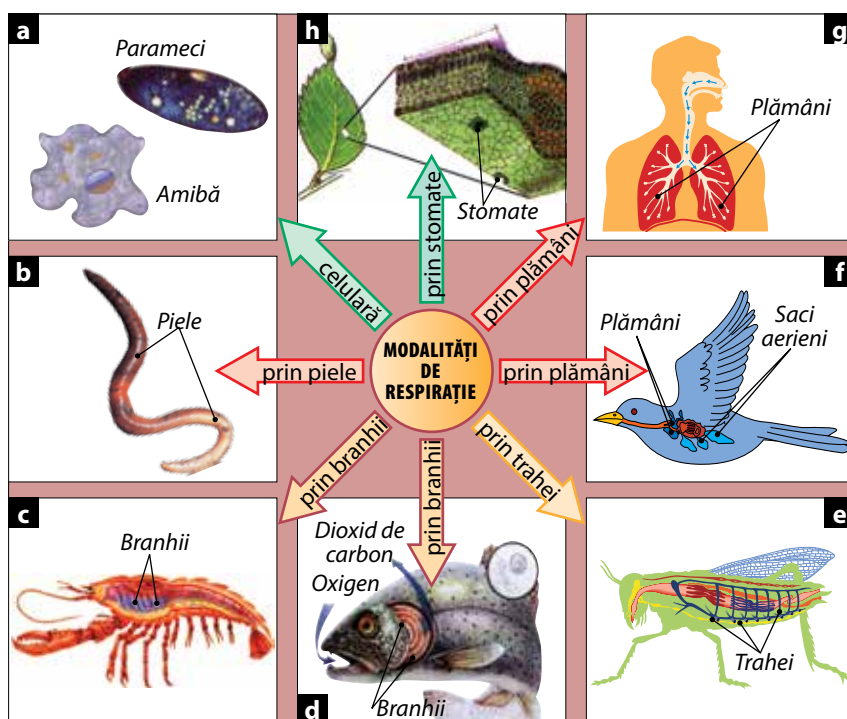 a
Parameci
Amibă
h
Stomate
g
Plămâni
celulară
prin stomate
prin plămâni
b
Piele
prin piele
MODALITĂȚI
DE
RESPIRAȚIE
prin plămâni
f
Plămâni
Saci
aerieni
prin branhii
prin branhii
prin trahei
c
Branhii
Dioxid de
carbon
Oxigen
Branhii
d
e
Trahei